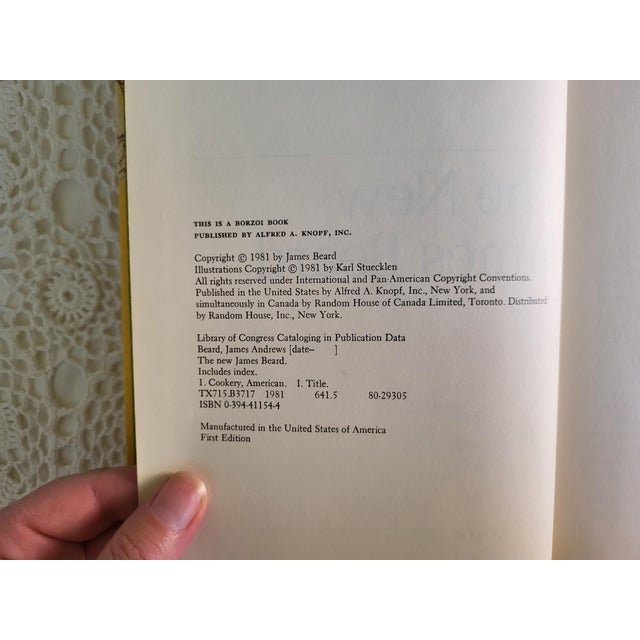 THIS IS A BORZOI BOOK
PUBLISHED BY ALFRED A. KNOPF, INC.
Copyright © 1981 by James Beard
Illustrations Copyright © 1981 by Karl Stuecklen
All rights reserved under International and Pan-American Copyright Conventions.
Published in the United States by Alfred A. Knopf, Inc., New York, and
simultaneously in Canada by Random House of Canada Limited, Toronto. Distributed
by Random House, Inc., New York.
Library of Congress Cataloging in Publication Data
Beard, James Andrews [date– ]
The new James Beard.
Includes index.
1. Cookery, American. I. Title.
TX715.B3717 1981 641.5 80-29305
ISBN 0-394-41154-4
Manufactured in the United States of America
First Edition